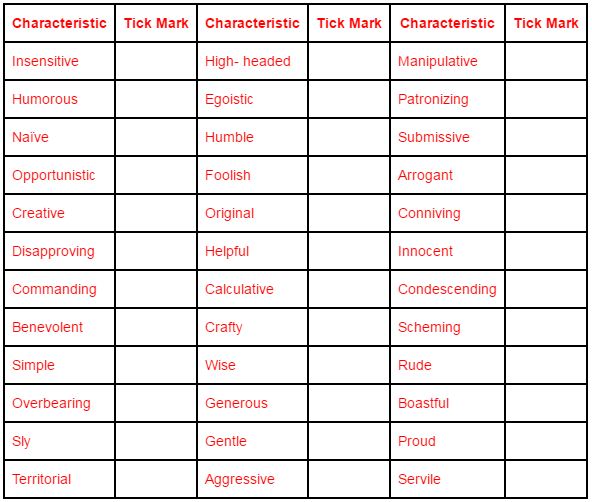 Characteristic Tick Mark Characteristic Tick Mark Characteristic Tick Mark
Insensitive High- headed Manipulative
Humorous Egoistic Patronizing
Naïve Humble Submissive
Opportunistic Foolish Arrogant
Creative Original Conniving
Disapproving Helpful Innocent
Commanding Calculative Condescending
Benevolent Crafty Scheming
Simple Wise Rude
Overbearing Generous Boastful
Sly Gentle Proud
Territorial Aggressive Servile